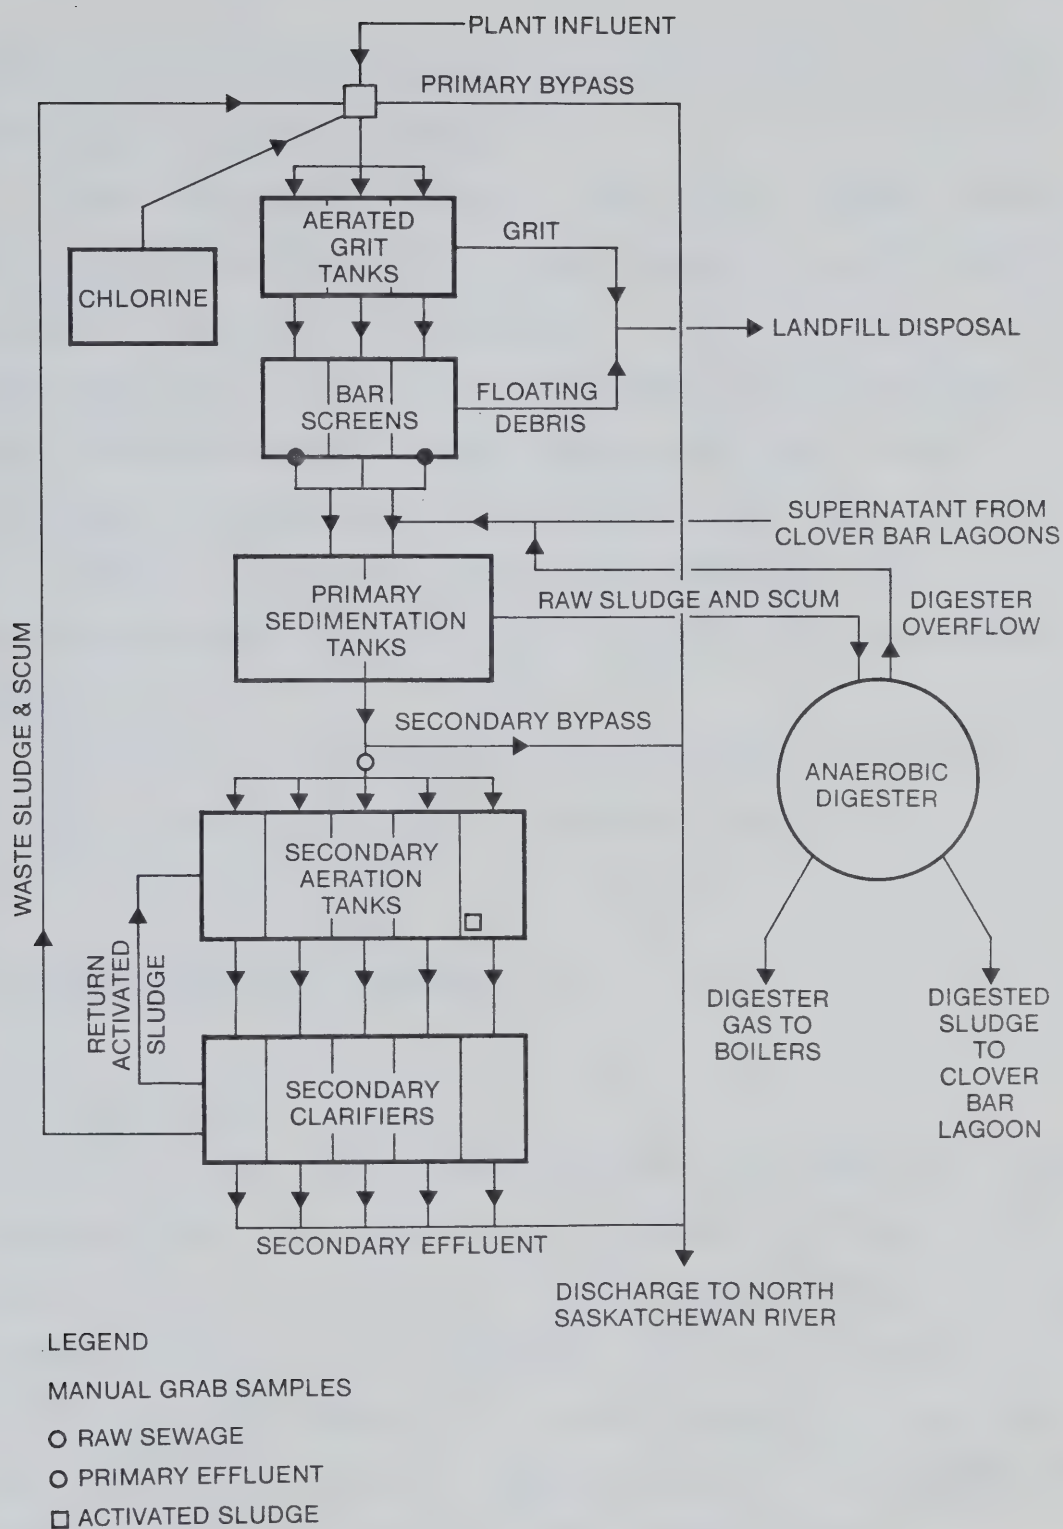 PLANT INFLUENT
PRIMARY BYPASS
AERATED
GRIT
TANKS
GRIT
CHLORINE
LANDFILL DISPOSAL
BAR
SCREENS
FLOATING
DEBRIS
SUPERNATANT FROM
CLOVER BAR LAGOONS
PRIMARY
SEDIMENTATION
TANKS
RAW SLUDGE AND SCUM
DIGESTER
OVERFLOW
WASTE SLUDGE & SCUM
SECONDARY BYPASS
ANAEROBIC
DIGESTER
SECONDARY
AERATION
TANKS
RETURN
ACTIVATED
SLUDGE
DIGESTER
GAS TO
BOILERS
DIGESTED
SLUDGE
TO
CLOVER
BAR
LAGOON
SECONDARY
CLARIFIERS
SECONDARY EFFLUENT
DISCHARGE TO NORTH
SASKATCHEWAN RIVER
LEGEND
MANUAL GRAB SAMPLES
RAW SEWAGE
PRIMARY EFFLUENT
ACTIVATED SLUDGE